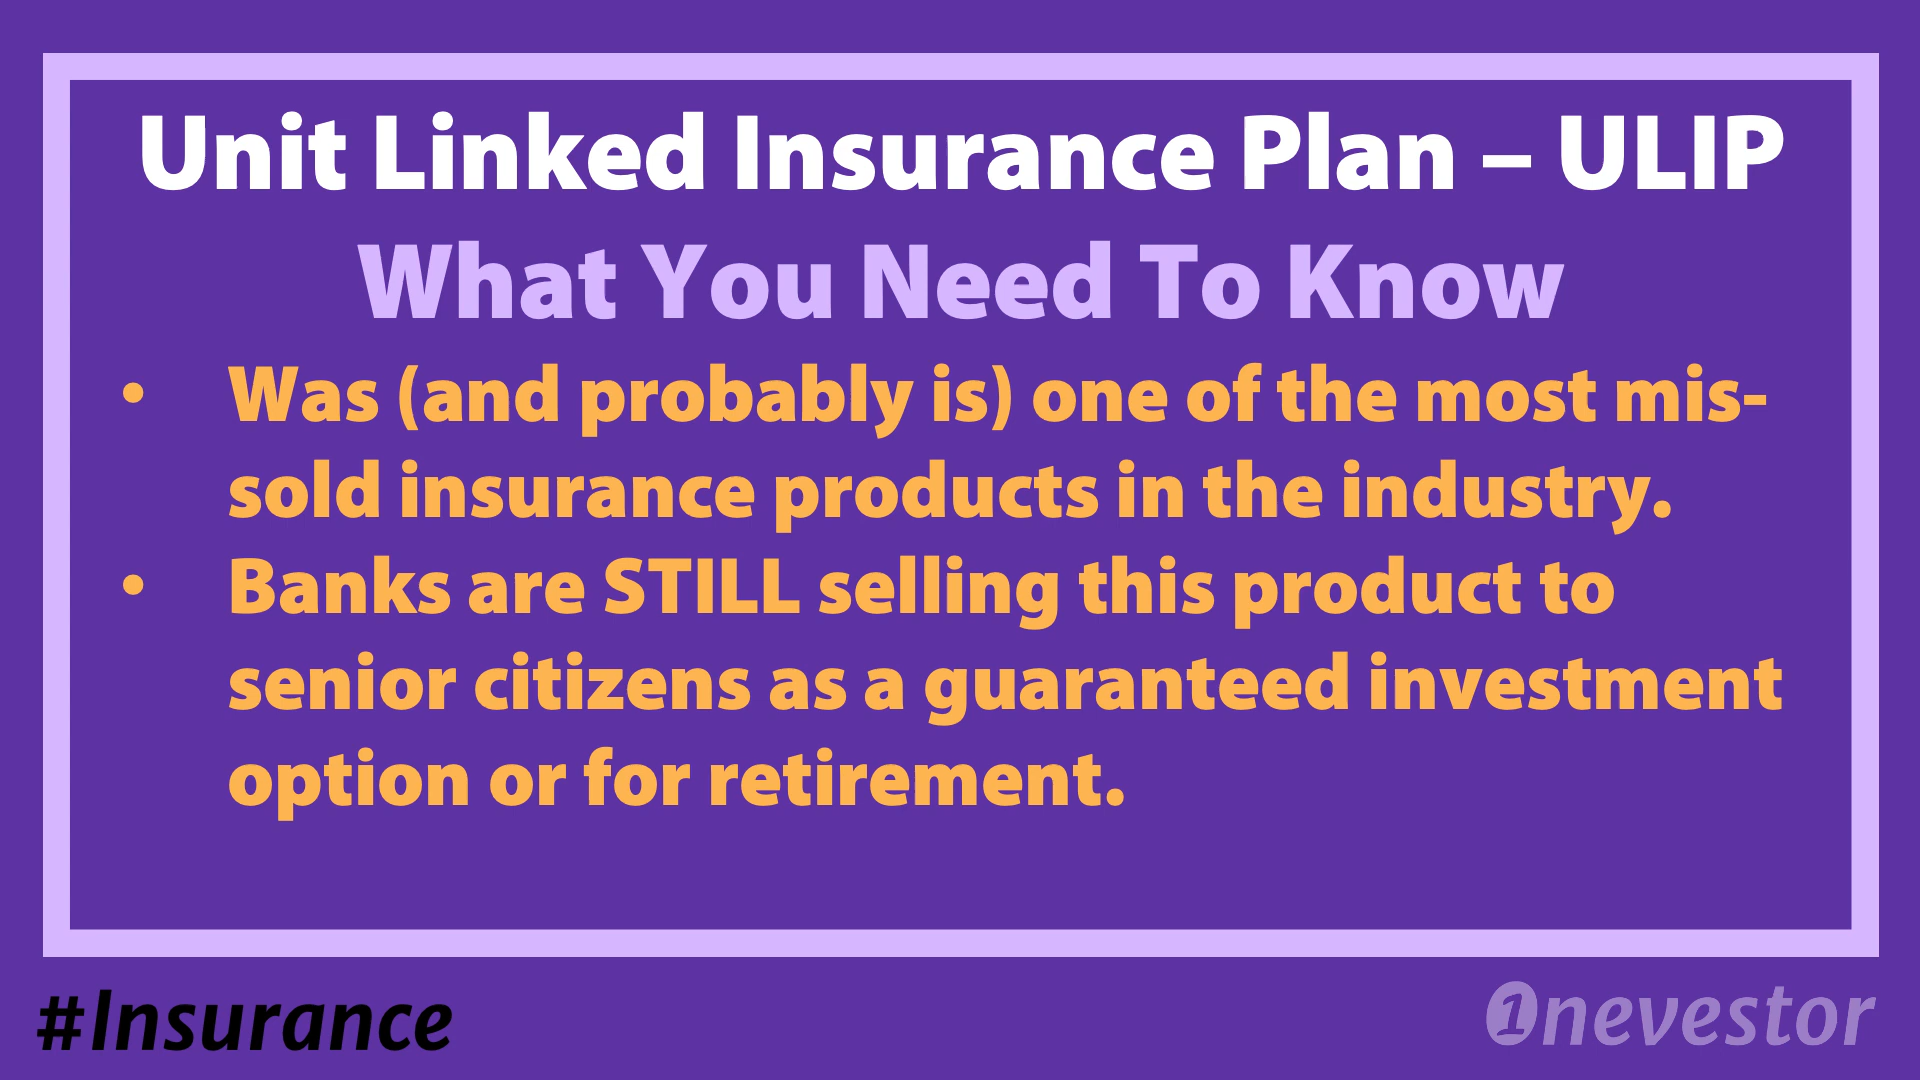 Unit Linked Insurance Plan – ULIP
What You Need To Know
• Was (and probably is) one of the most mis-
sold insurance products in the industry.
• Banks are STILL selling this product to
senior citizens as a guaranteed investment
option or for retirement.
#Insurance
1nevestor